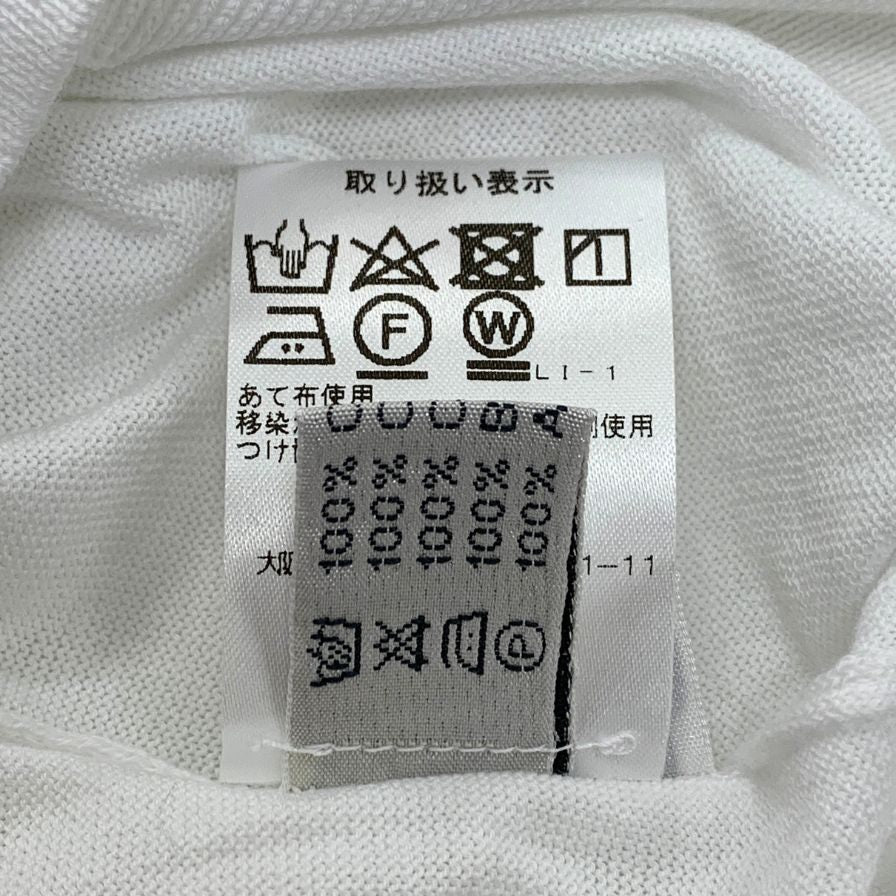 取り扱い表示
F W LI-1
あて布使用
移染 使用
つけ
大阪 1-11
C C C B A
100% 100% 100% 100% 100%
P